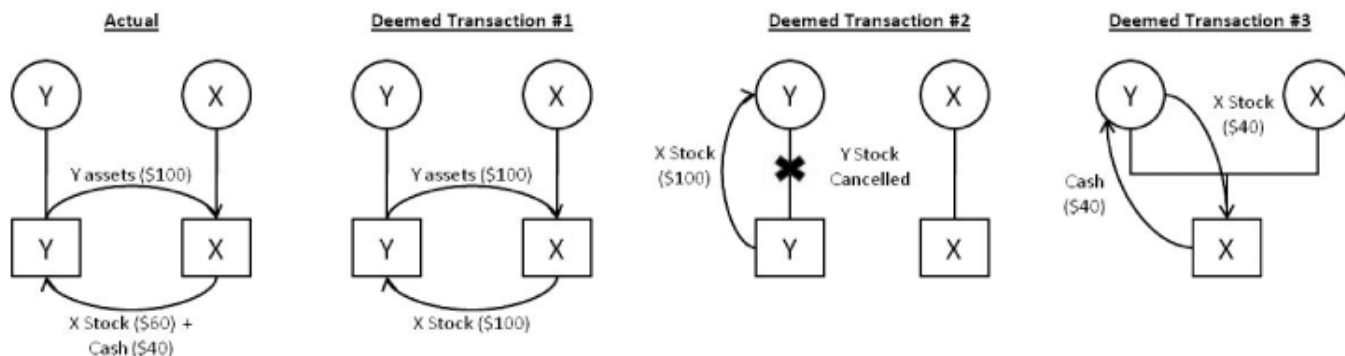 Actual
Y
X
Y assets ($100)
Y
X
X Stock ($60) +
Cash ($40)
Deemed Transaction #1
Y
X
Y assets ($100)
Y
X
X Stock ($100)
Deemed Transaction #2
Y
X
X Stock
($100)
Y Stock
Cancelled
Y
X
Deemed Transaction #3
Y
X
X Stock
($40)
Cash
($40)
X